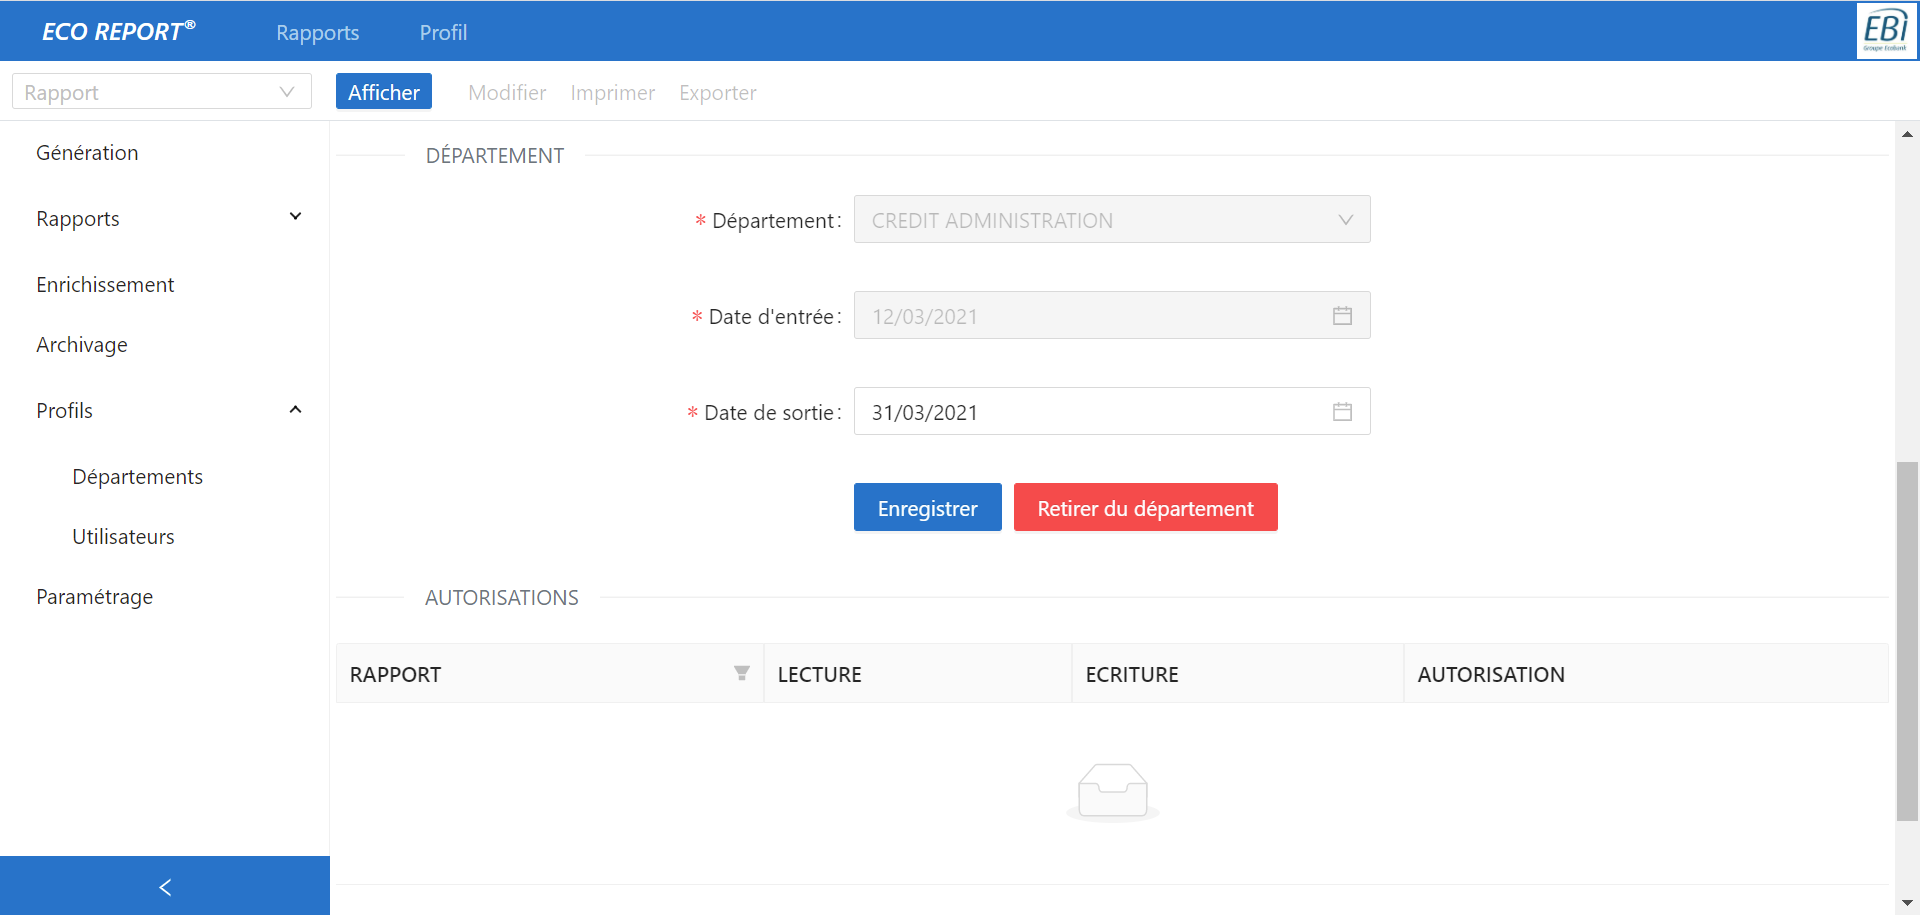 ECO REPORT®
Rapports
Profil
EBi
Groupe Ecobank
Rapport
Afficher
Modifier
Imprimer
Exporter
Génération
Rapports
Enrichissement
Archivage
Profils
Départements
Utilisateurs
Paramétrage
DÉPARTEMENT
* Département: CREDIT ADMINISTRATION
* Date d'entrée: 12/03/2021
* Date de sortie: 31/03/2021
Enregistrer
Retirer du département
AUTORISATIONS
RAPPORT LECTURE ECRITURE AUTORISATION